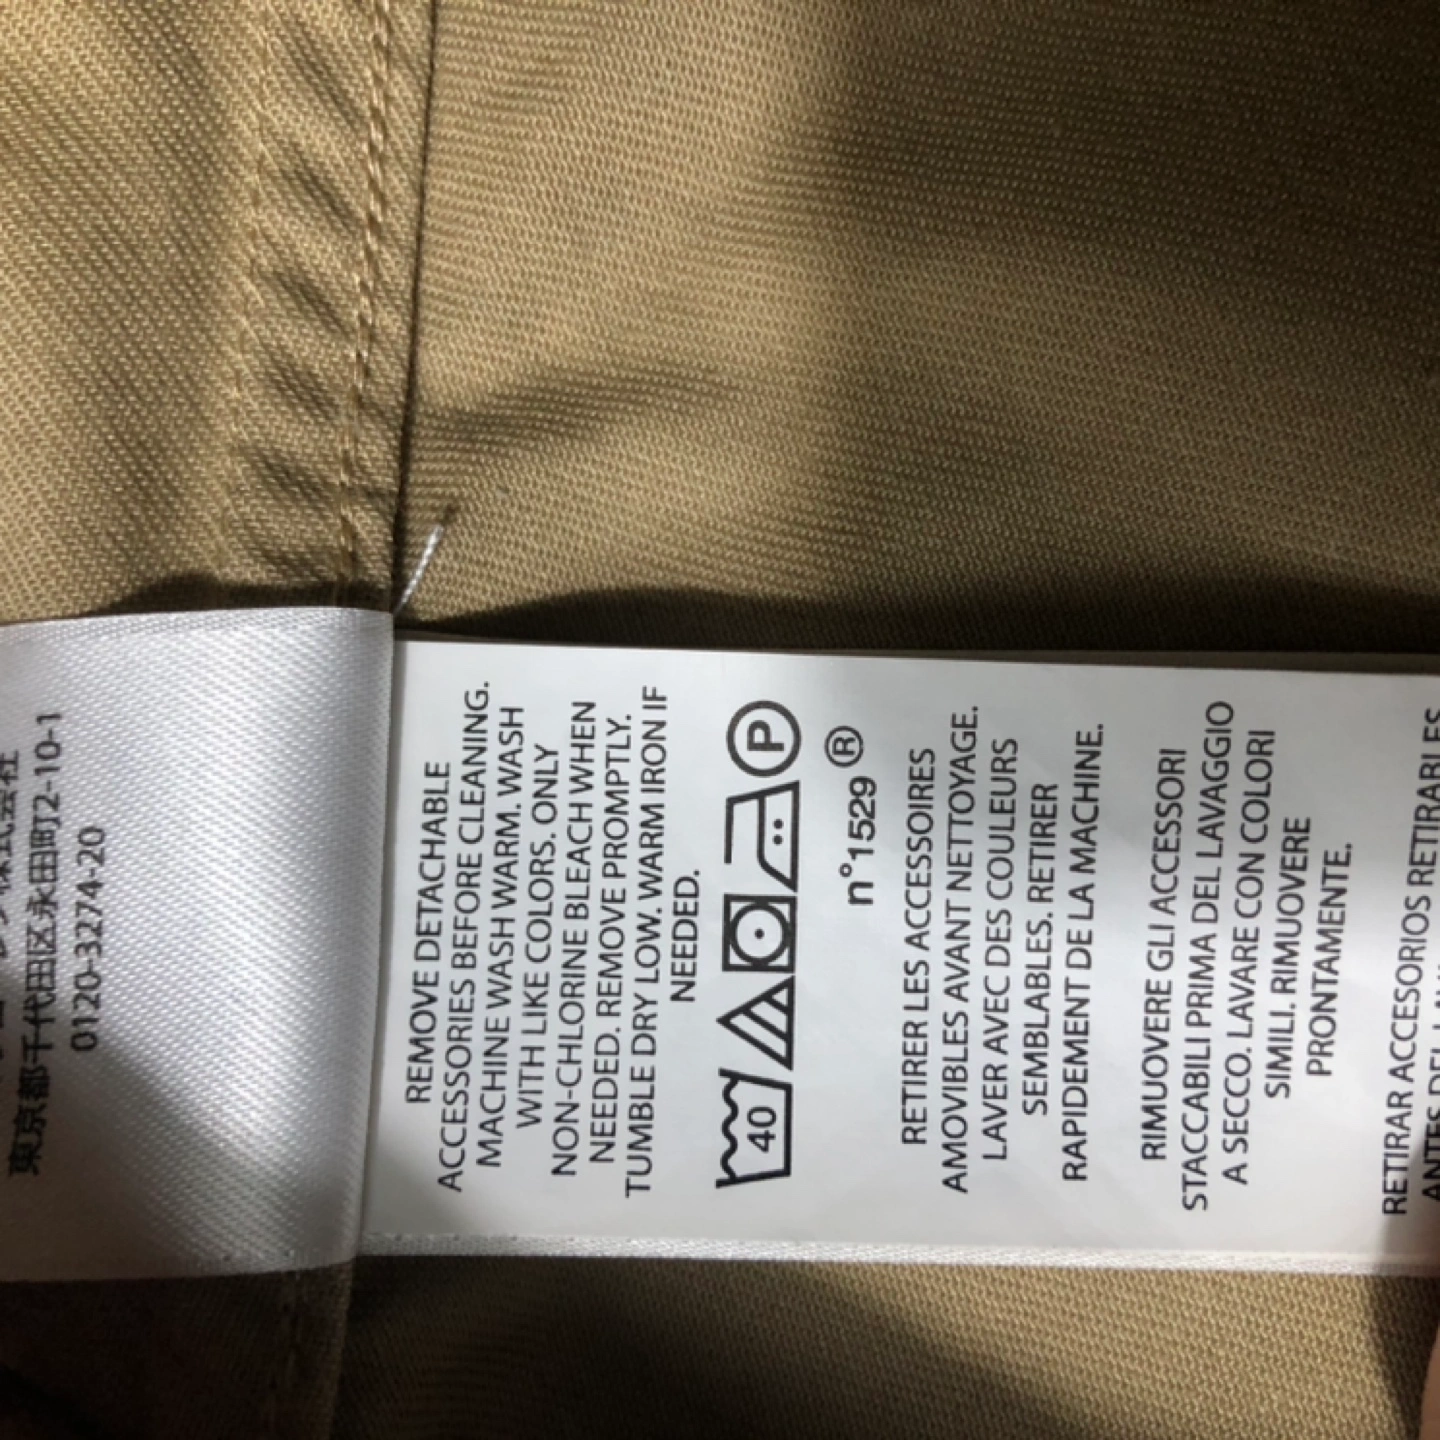 東京都千代田区永田町2-10-1
0120-3274-20
REMOVE DETACHABLE
ACCESSORIES BEFORE CLEANING.
MACHINE WASH WARM. WASH
WITH LIKE COLORS. ONLY
NON-CHLORINE BLEACH WHEN
NEEDED. REMOVE PROMPTLY.
TUMBLE DRY LOW. WARM IRON IF
NEEDED.
40 P
n°1529 ®
RETIRER LES ACCESSOIRES
AMOVIBLES AVANT NETTOYAGE.
LAVER AVEC DES COULEURS
SEMBLABLES. RETIRER
RAPIDEMENT DE LA MACHINE.
RIMUOVERE GLI ACCESSORI
STACCABILI PRIMA DEL LAVAGGIO
A SECCO. LAVARE CON COLORI
SIMILI. RIMUOVERE
PRONTAMENTE.
RETIRAR ACCESORIOS RETIRABLES
ANTES DEL